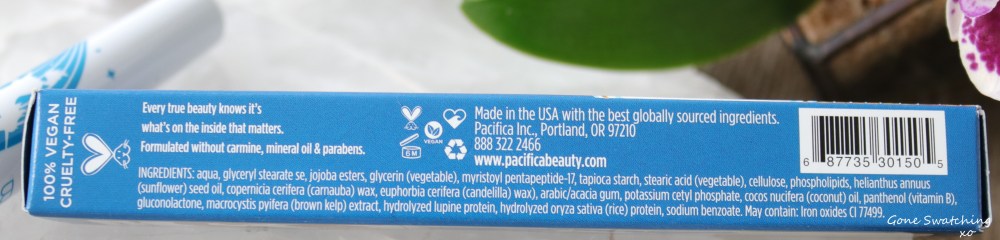 100% VEGAN
CRUELTY-FREE
Every true beauty knows it's
what's on the inside that matters.
Formulated without carmine, mineral oil & parabens.
VEGAN
6 M
Made in the USA with the best globally sourced ingredients.
Pacifica Inc., Portland, OR 97210
888 322 2466
www.pacificabeauty.com
6 87735 30150 5
INGREDIENTS: aqua, glyceryl stearate se, jojoba esters, glycerin (vegetable), myristoyl pentapeptide-17, tapioca starch, stearic acid (vegetable), cellulose, phospholipids, helianthus annuus
(sunflower) seed oil, copernicia cerifera (carnauba) wax, euphorbia cerifera (candelilla) wax), arabic/acacia gum, potassium cetyl phosphate, cocos nucifera (coconut) oil, panthenol (vitamin B),
gluconolactone, macrocystis pyifera (brown kelp) extract, hydrolyzed lupine protein, hydrolyzed oryza sativa (rice) protein, sodium benzoate. May contain: Iron oxides CI 77499.
Gone Swatching
xo